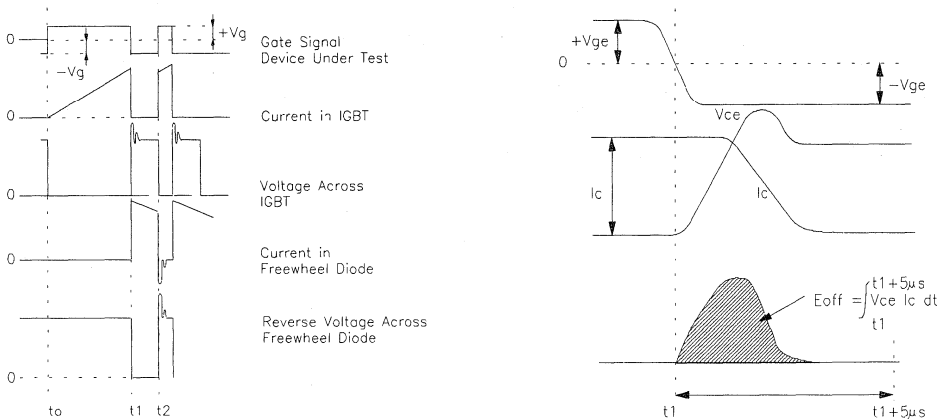 0
+Vg
-Vg
Gate Signal
Device Under Test
0
Current in IGBT
0
Voltage Across
IGBT
0
Current in
Freewheel Diode
Reverse Voltage Across
Freewheel Diode
0
to
t1
t2
+Vge
0
-Vge
Vce
Ic
Ic
t1+5µs
Eoff = ∫ Vce Ic dt
t1
t1
t1+5µs